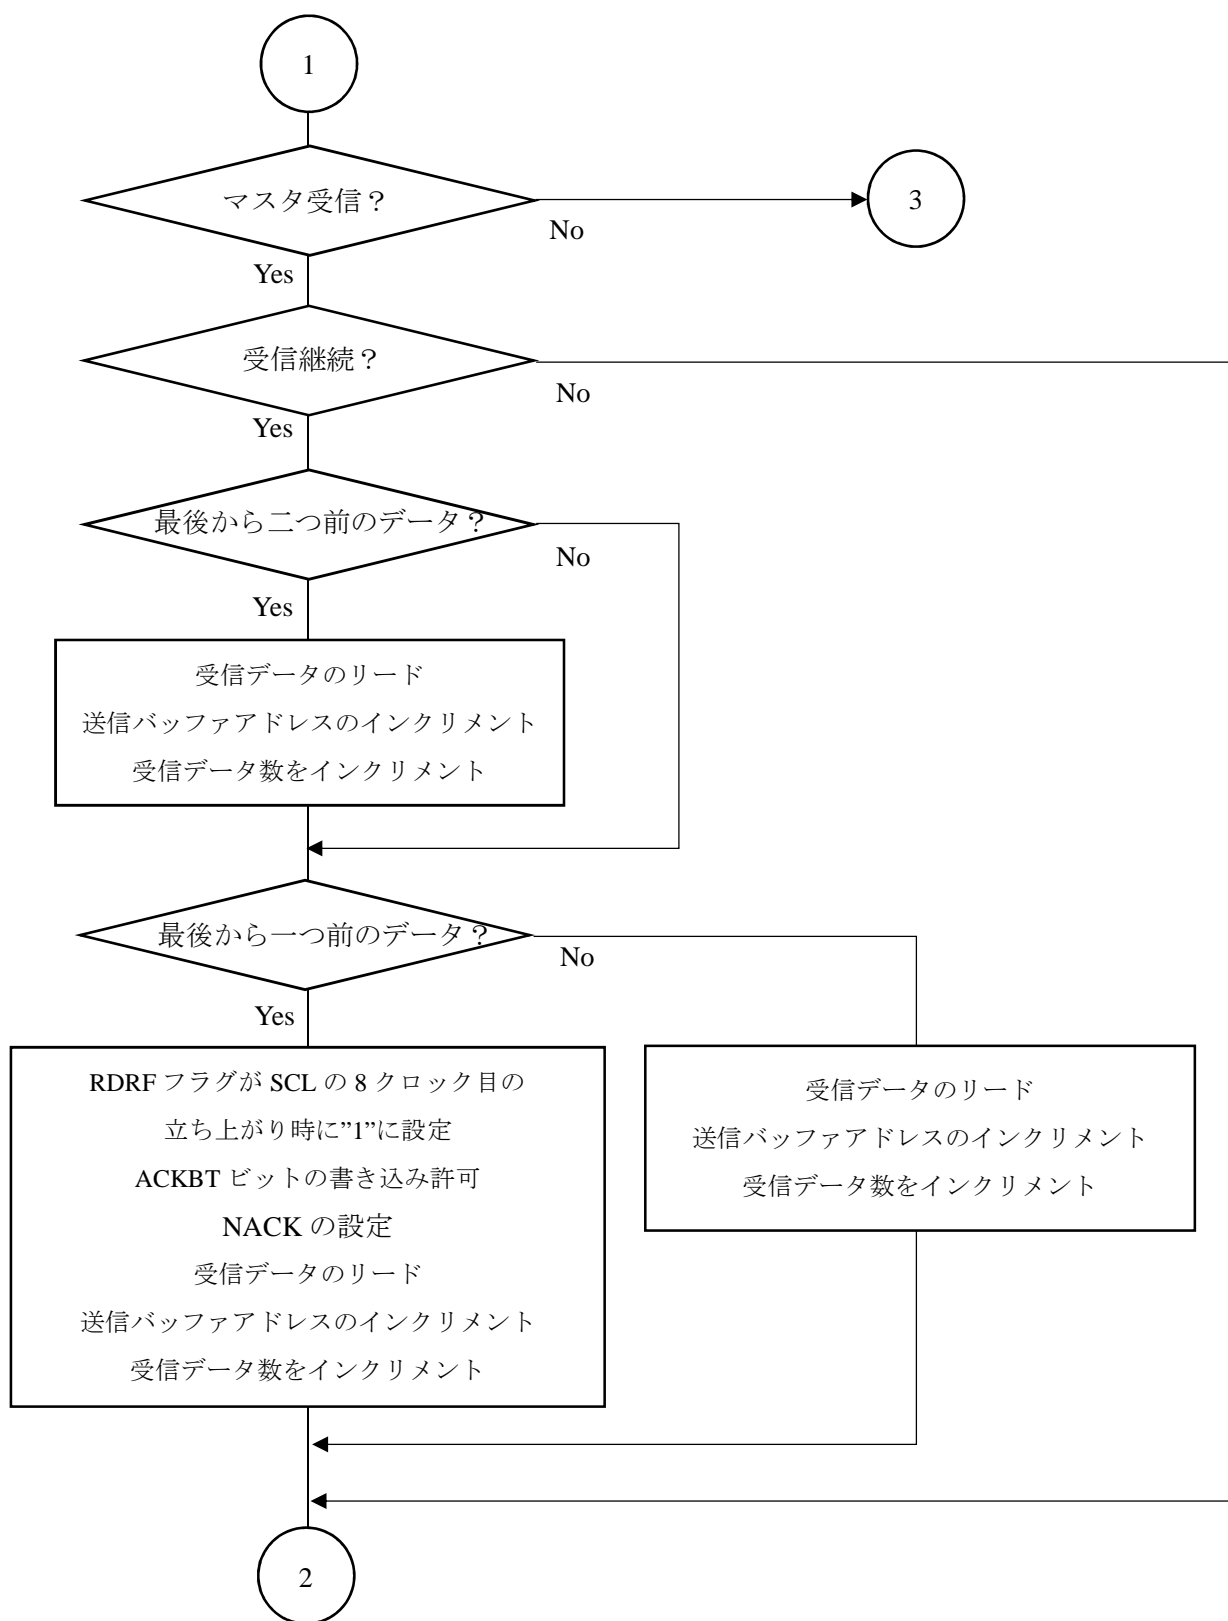 1
マスタ受信？
3
No
Yes
受信継続？
No
Yes
最後から二つ前のデータ？
No
Yes
受信データのリード
送信バッファアドレスのインクリメント
受信データ数をインクリメント
最後から一つ前のデータ？
No
Yes
RDRF フラグが SCL の 8 クロック目の
立ち上がり時に”1”に設定
ACKBT ビットの書き込み許可
NACK の設定
受信データのリード
送信バッファアドレスのインクリメント
受信データ数をインクリメント
受信データのリード
送信バッファアドレスのインクリメント
受信データ数をインクリメント
2